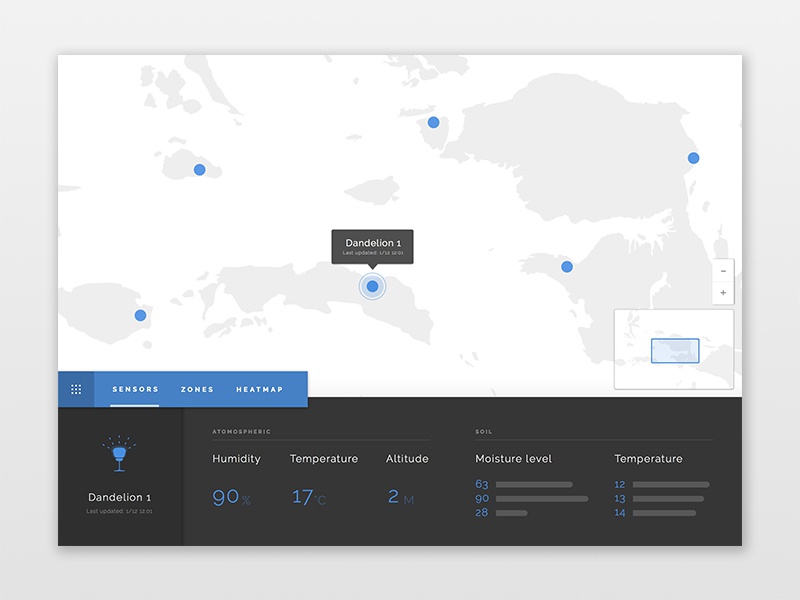 Dandelion 1
Last updated: 1/12 12:01
−
+
SENSORS ZONES HEATMAP
ATOMOSPHERIC
SOIL
Humidity Temperature Altitude
Moisture level Temperature
90 %
17 °C
2 M
63
90
28
12
13
14
Dandelion 1
Last updated: 1/12 12:01